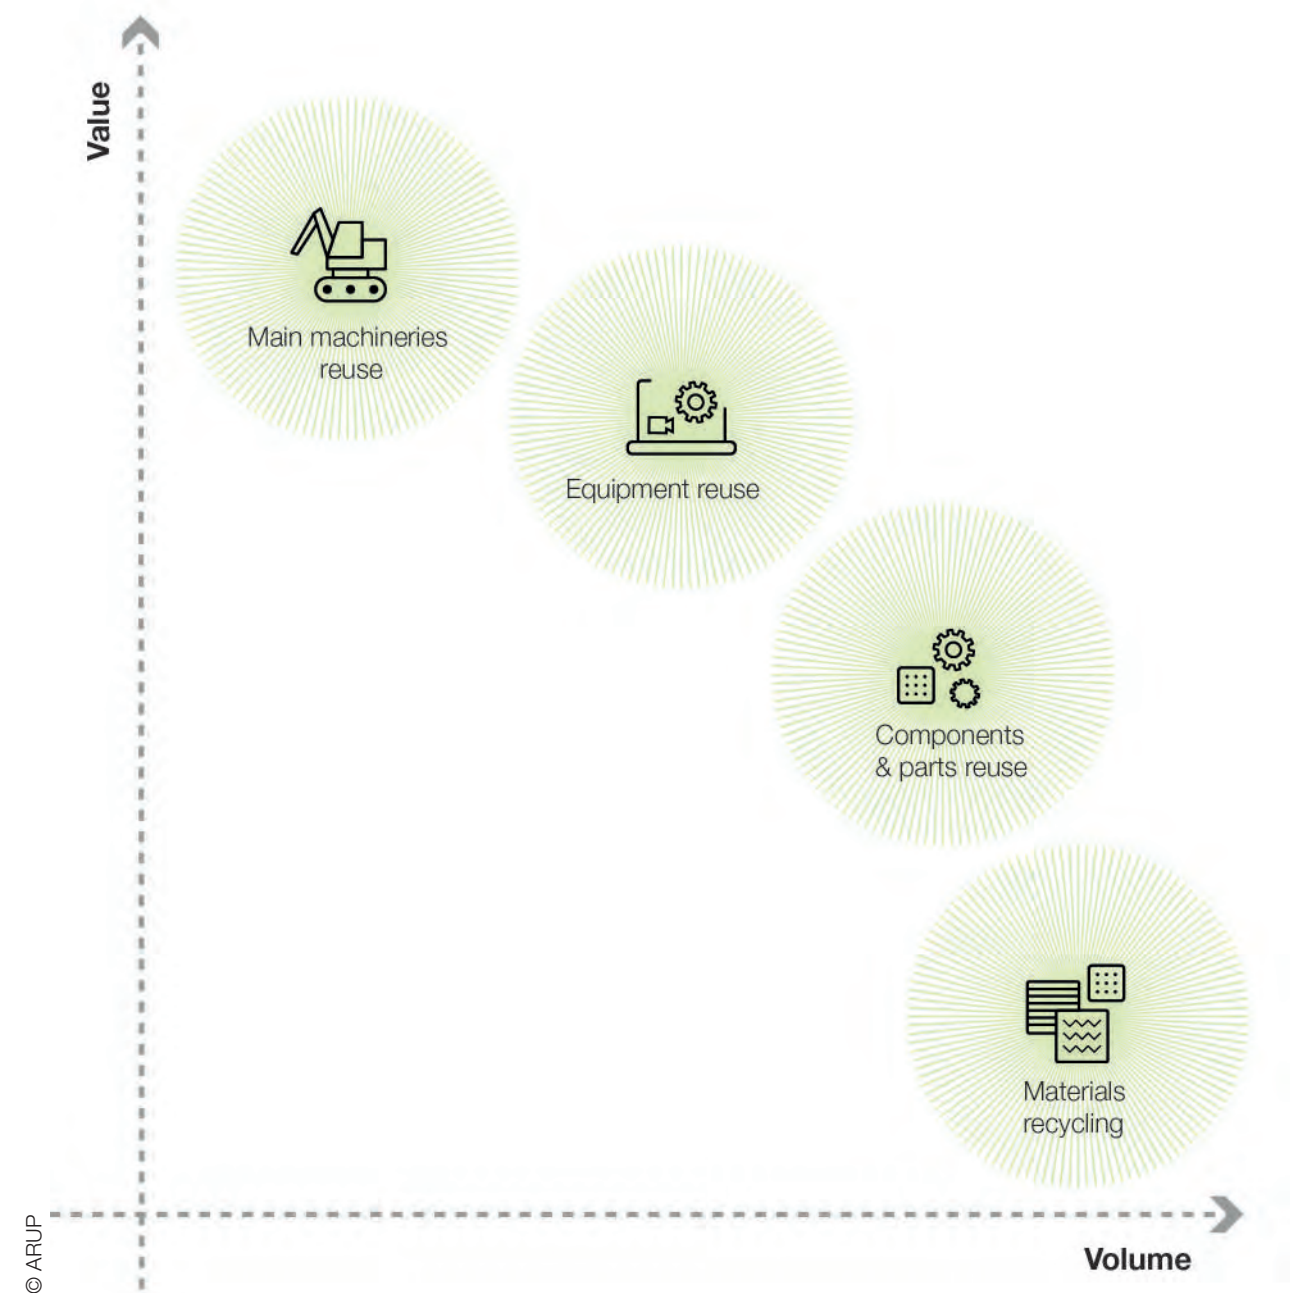 Value
Main machineries
reuse
Equipment reuse
Components
& parts reuse
Materials
recycling
Volume
© ARUP